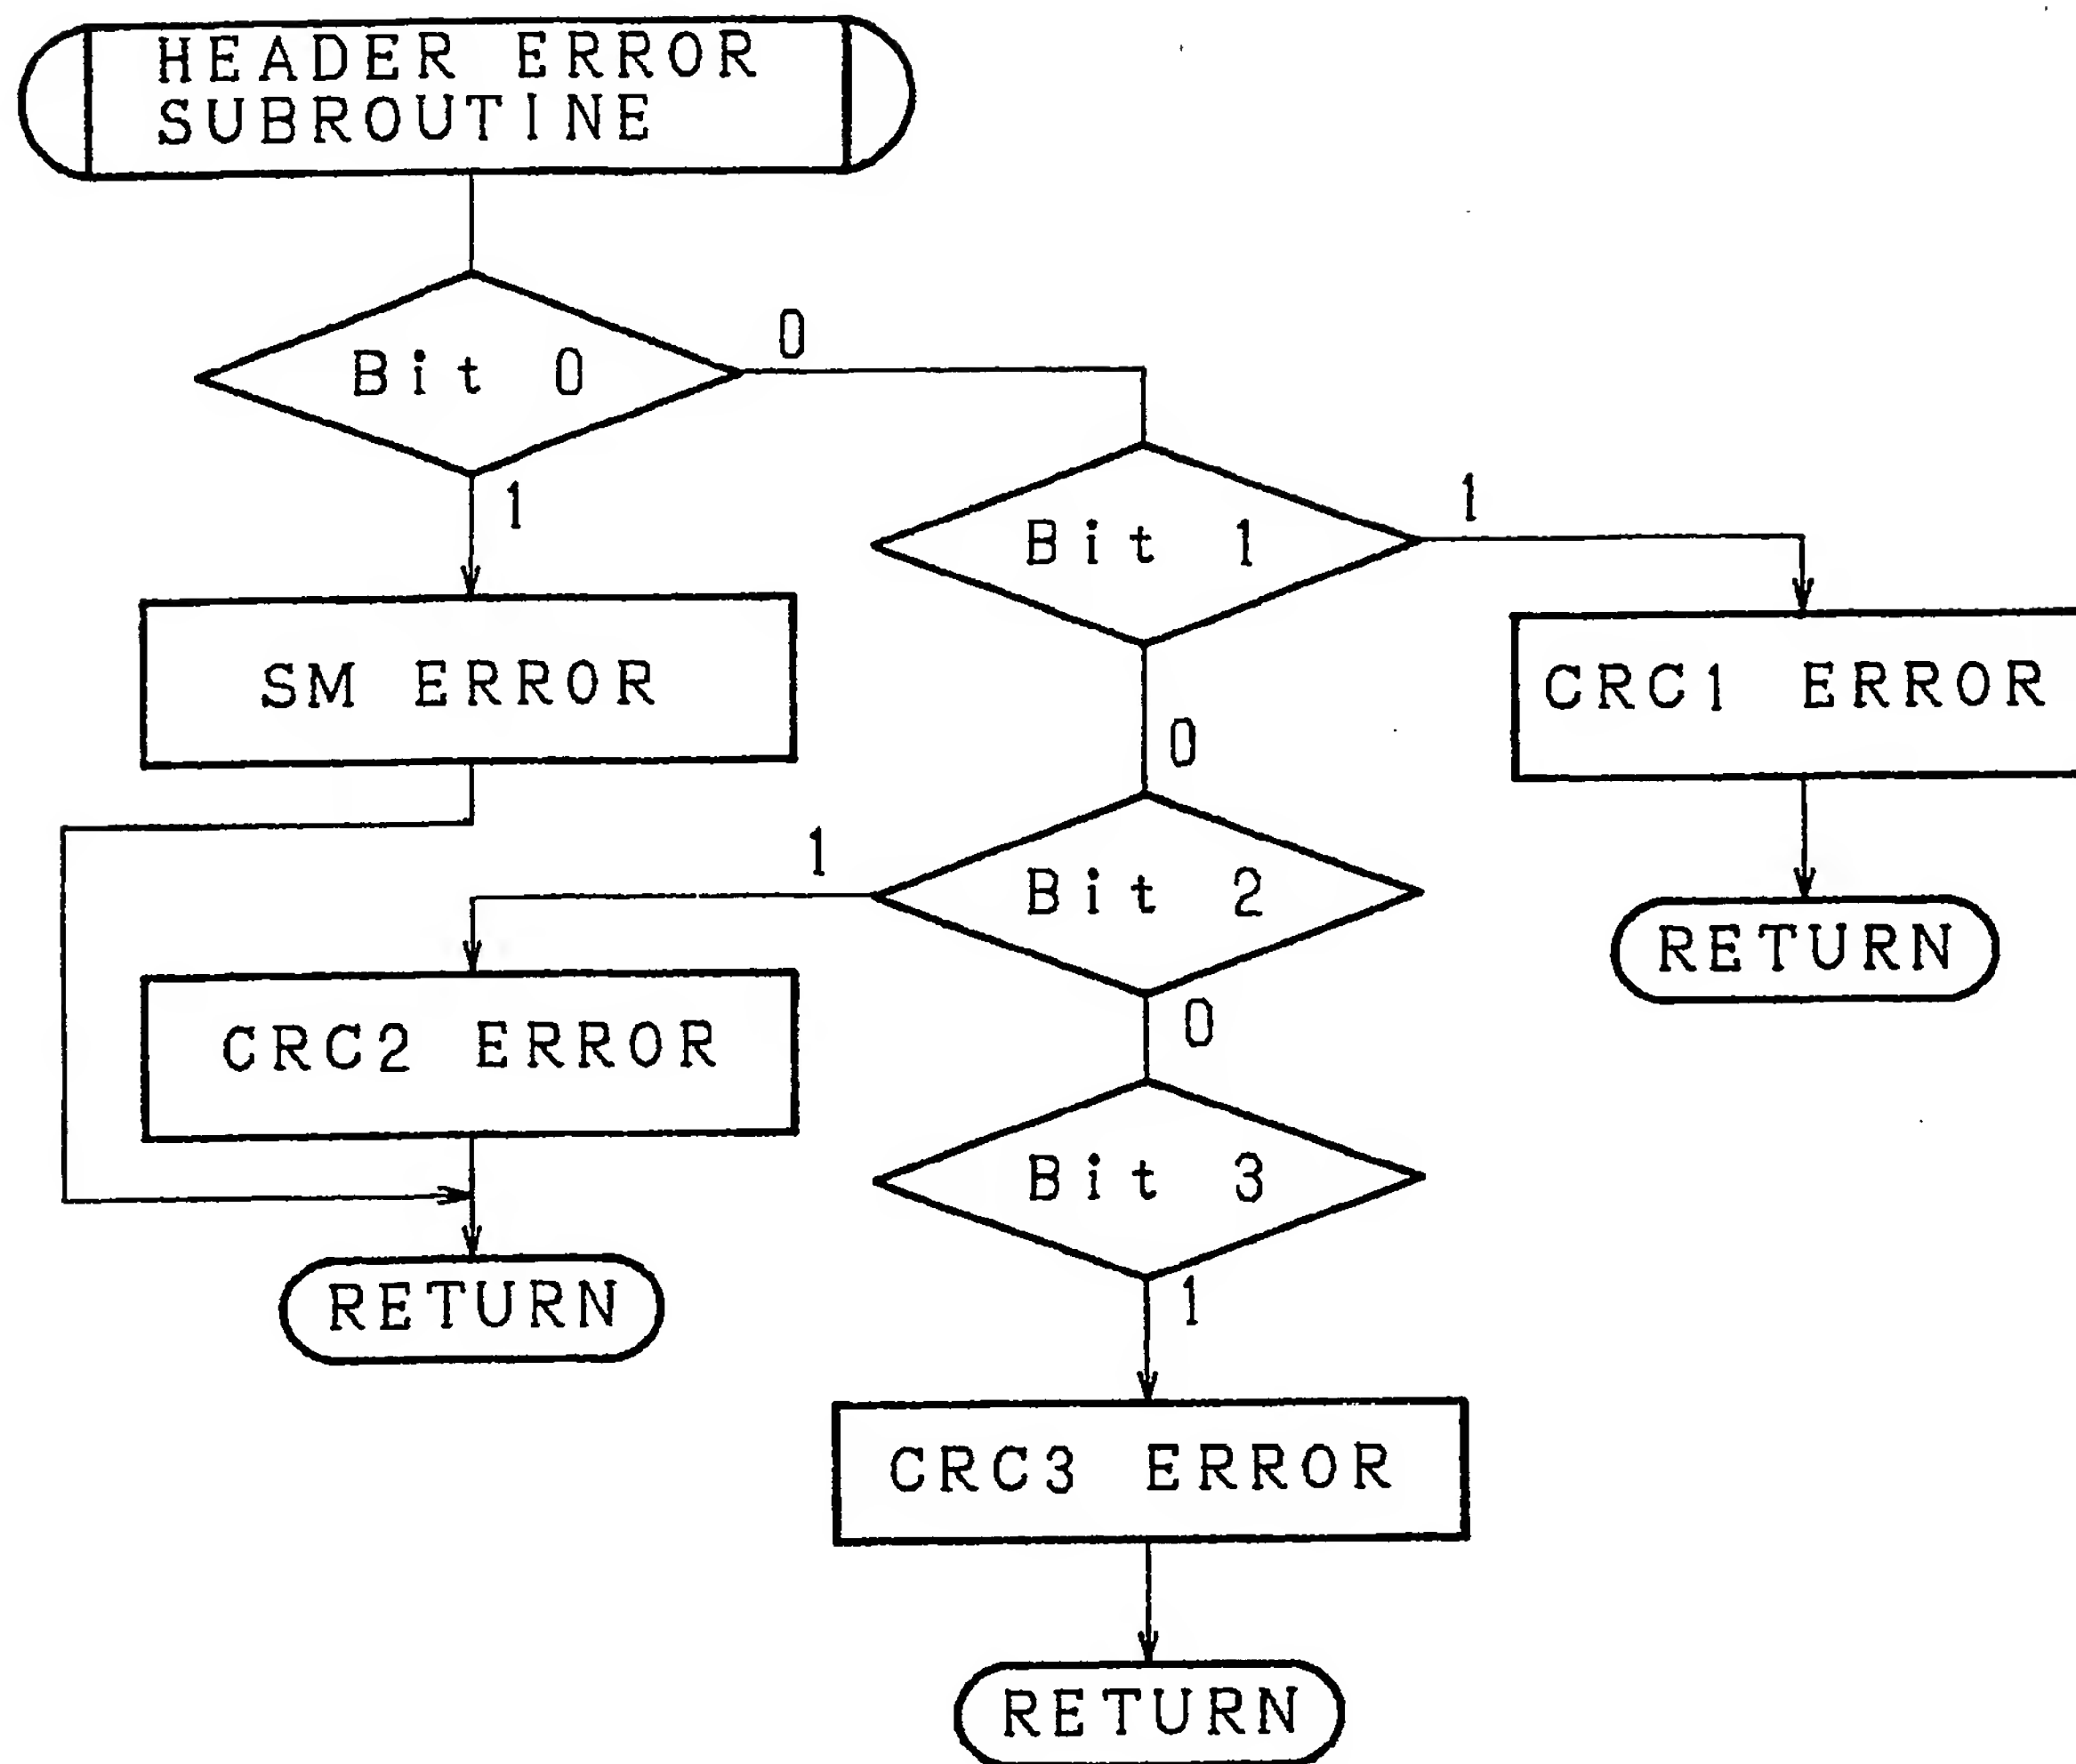 HEADER ERROR
SUBROUTINE
Bit 0
0
1
Bit 1
1
SM ERROR
CRC1 ERROR
0
Bit 2
1
RETURN
0
CRC2 ERROR
Bit 3
RETURN
1
CRC3 ERROR
RETURN